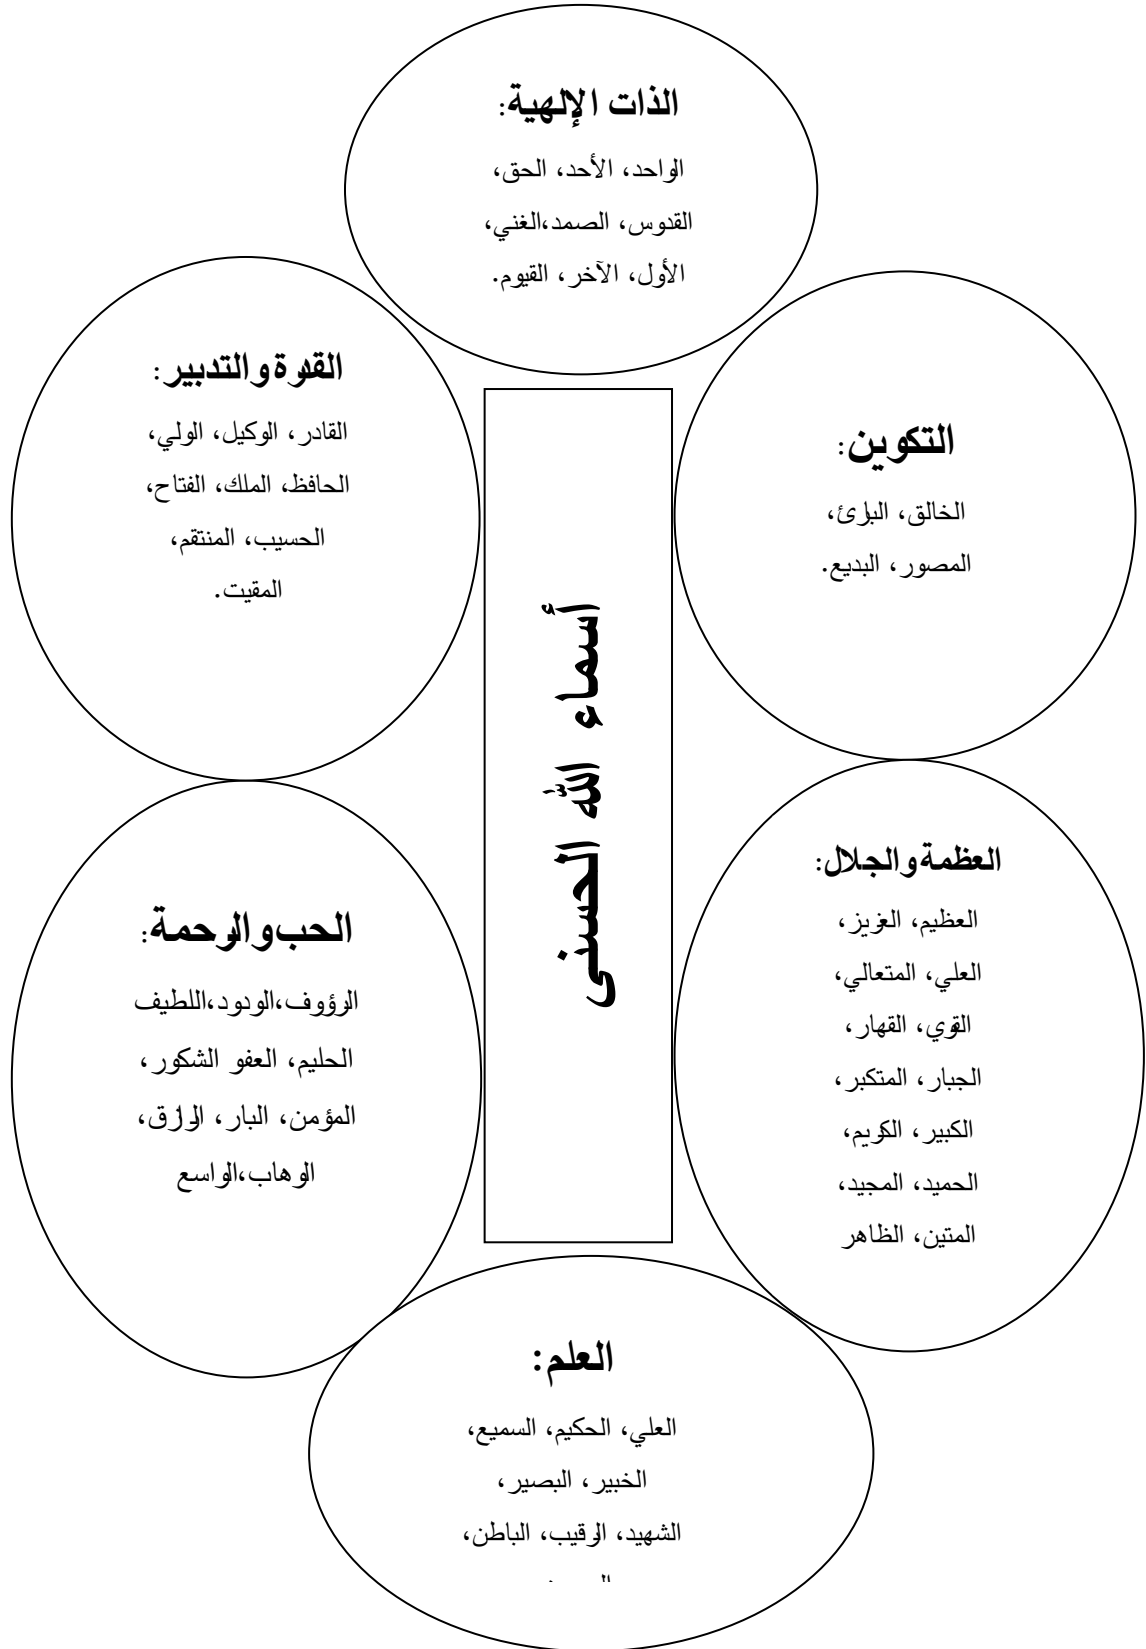 الذات الإلهية:
الواحد، الأحد، الحق،
القدوس، الصمد،الغني،
الأول، الآخر، القيوم.
التكوين:
الخالق، البارئ،
المصور، البديع.
القدرة والتدبير:
القادر، الوكيل، الولي،
الحافظ، الملك، الفتاح،
الحسيب، المنتقم،
المقيت.
أسماء الله الحسنى
العظمة والجلال:
العظيم، العزيز،
العلي، المتعالي،
القوي، القهار،
الجبار، المتكبر،
الكبير، الكريم،
الحميد، المجيد،
المتين، الظاهر
الحب والرحمة:
الرؤوف،الودود،اللطيف
الحليم، العفو الشكور،
المؤمن، البار، الرازق،
الوهاب،الواسع
العلم:
العلي، الحكيم، السميع،
الخبير، البصير،
الشهيد، الرقيب، الباطن،